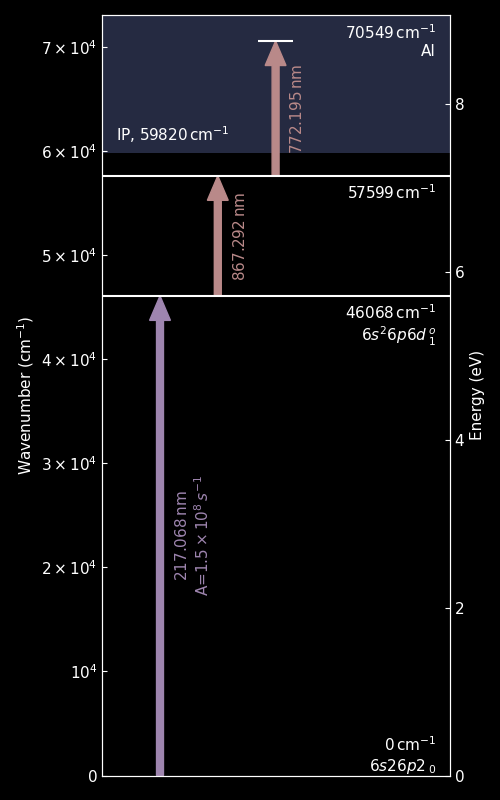 7 × 10⁴
70549 cm⁻¹
AI
772.195 nm
8
IP, 59820 cm⁻¹
6 × 10⁴
57599 cm⁻¹
867.292 nm
5 × 10⁴
6
46068 cm⁻¹
6s²6p6d ᵒ₁
4 × 10⁴
Wavenumber (cm⁻¹)
Energy (eV)
4
3 × 10⁴
217.068 nm
A=1.5 × 10⁸ s⁻¹
2 × 10⁴
2
10⁴
0 cm⁻¹
6s26p2 ₀
0
0